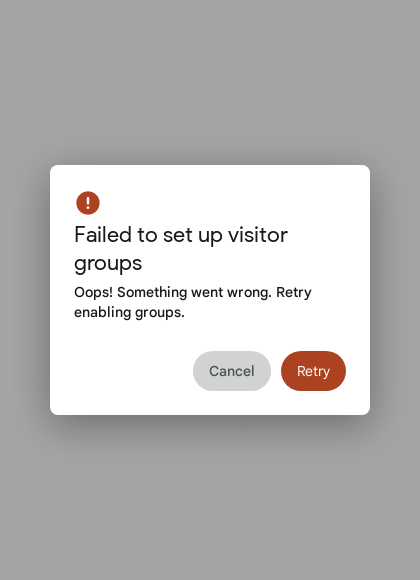 Failed to set up visitor
groups
Oops! Something went wrong. Retry
enabling groups.
Cancel Retry